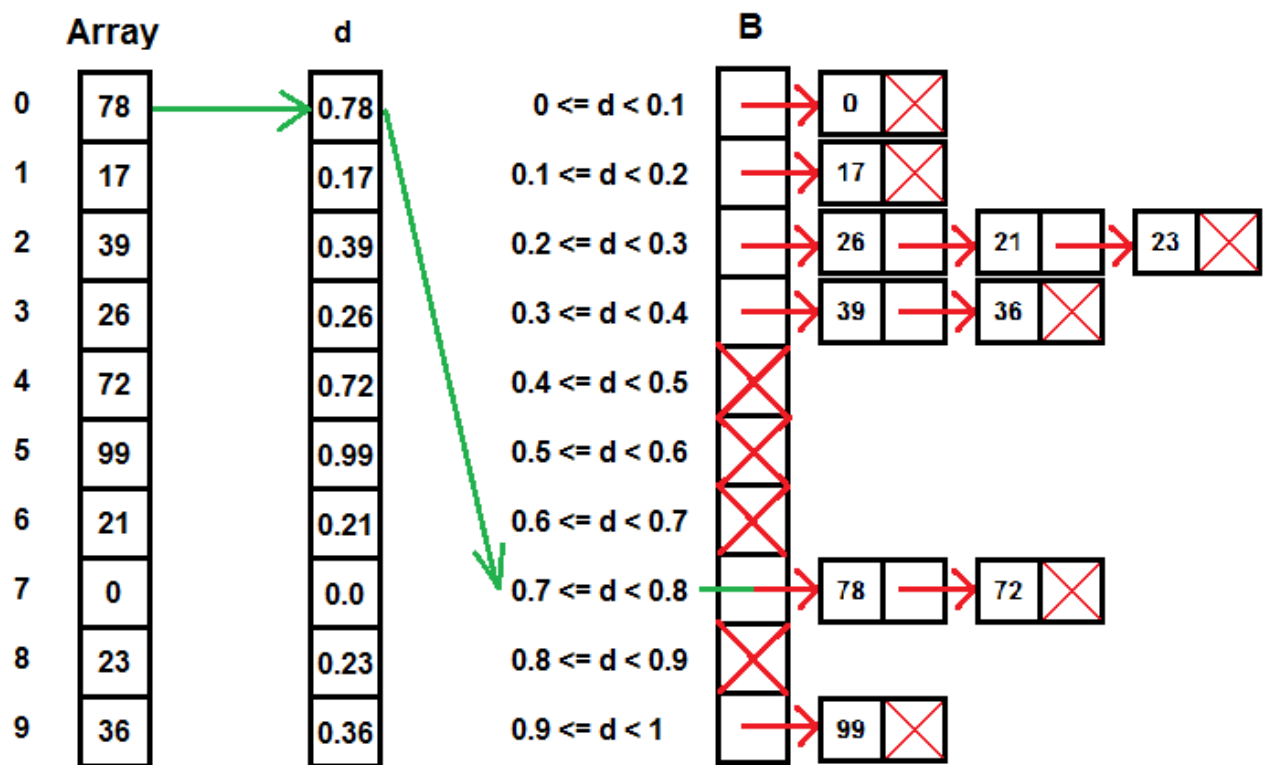 Array d B
0 78 0.78 0 <= d < 0.1 0
1 17 0.17 0.1 <= d < 0.2 17
2 39 0.39 0.2 <= d < 0.3 26 21 23
3 26 0.26 0.3 <= d < 0.4 39 36
4 72 0.72 0.4 <= d < 0.5
5 99 0.99 0.5 <= d < 0.6
6 21 0.21 0.6 <= d < 0.7
7 0 0.0 0.7 <= d < 0.8 78 72
8 23 0.23 0.8 <= d < 0.9
9 36 0.36 0.9 <= d < 1 99